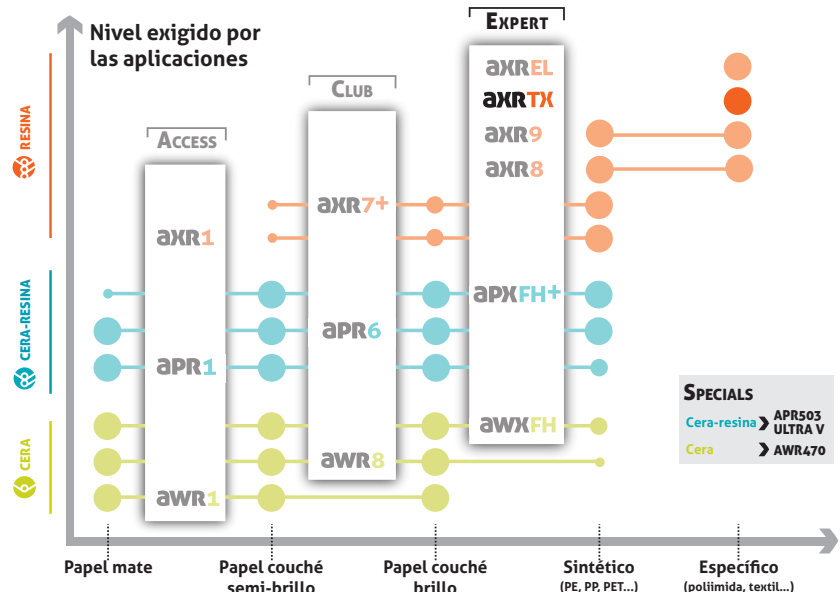 Nivel exigido por
las aplicaciones
RESINA
CERA-RESINA
CERA
ACCESS
aXR1
aPR1
aWR1
CLUB
aXR7+
aPR6
aWR8
EXPERT
aXREL
aXRTX
aXR9
aXR8
aPXFH+
aWXFH
SPECIALS
Cera-resina
APR503
ULTRA V
Cera
AWR470
Papel mate
Papel couché
semi-brillo
Papel couché
brillo
Sintético
(PE, PP, PET...)
Específico
(poliimida, textil...)